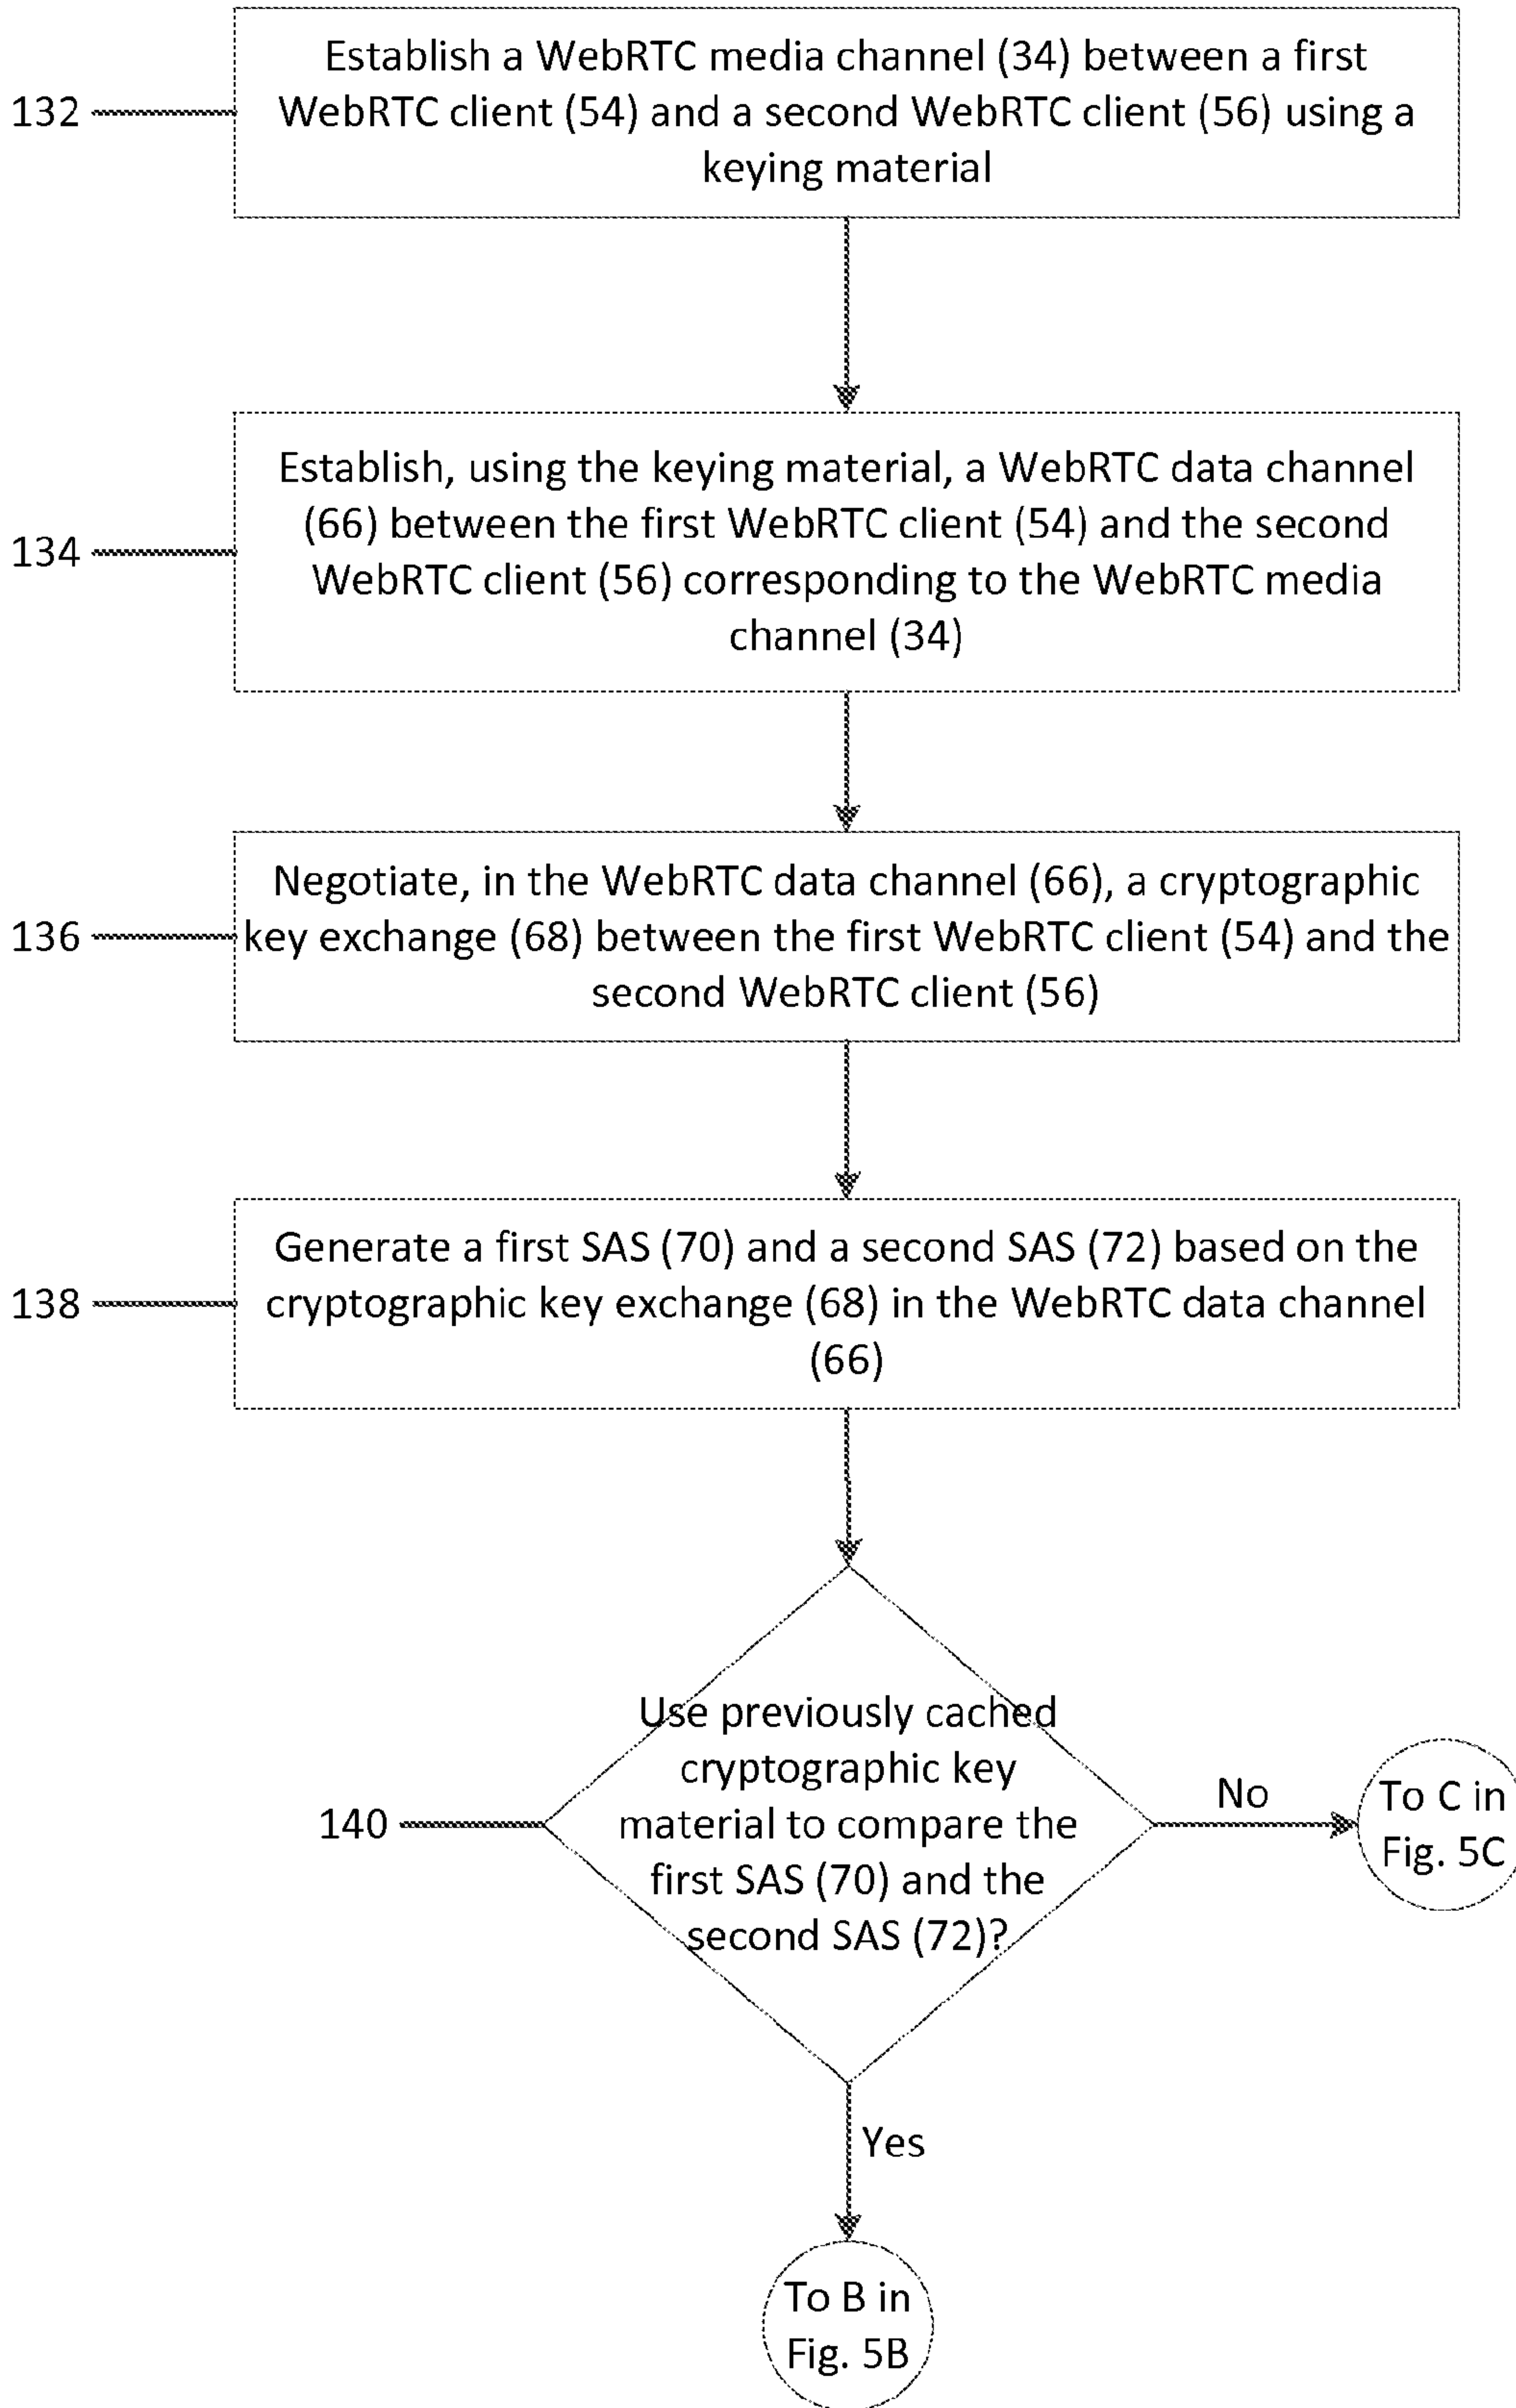 Establish a WebRTC media channel (34) between a first
132
WebRTC client (54) and a second WebRTC client (56) using a
keying material
Establish, using the keying material, a WebRTC data channel
(66) between the first WebRTC client (54) and the second
134
WebRTC client (56) corresponding to the WebRTC media
channel (34)
Negotiate, in the WebRTC data channel (66), a cryptographic
136
key exchange (68) between the first WebRTC client (54) and the
second WebRTC client (56)
Generate a first SAS (70) and a second SAS (72) based on the
138
cryptographic key exchange (68) in the WebRTC data channel
(66)
Use previously cached
cryptographic key
140
material to compare the
first SAS (70) and the
second SAS (72)?
No
To C in
Fig. 5C
Yes
To B in
Fig. 5B